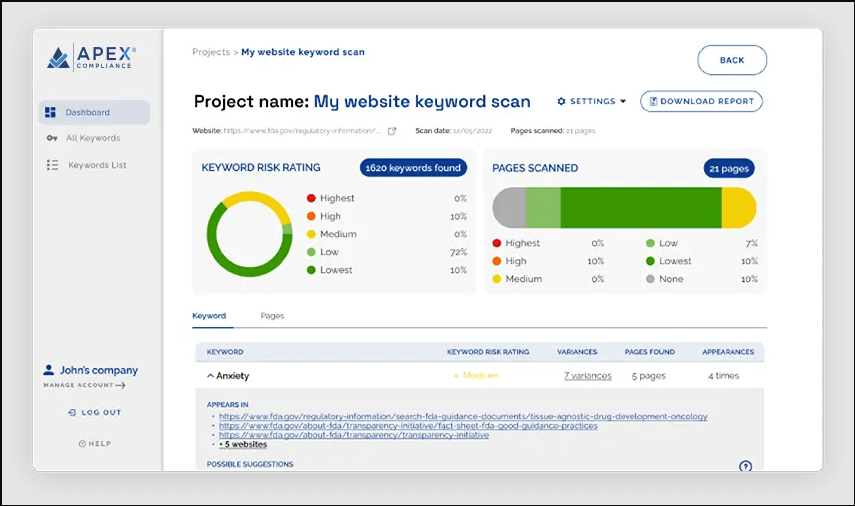 APEX®
COMPLIANCE
Dashboard
All Keywords
Keywords List
John's company
MANAGE ACCOUNT
LOG OUT
HELP
Projects > My website keyword scan
BACK
Project name: My website keyword scan
SETTINGS
DOWNLOAD REPORT
Website: https://www.fda.gov/regulatory-information/... Scan date: 12/05/2022 Pages scanned: 21 pages
KEYWORD RISK RATING
1620 keywords found
Highest 0%
High 10%
Medium 0%
Low 72%
Lowest 10%
PAGES SCANNED
21 pages
Highest 0%
High 10%
Medium 0%
Low 7%
Lowest 10%
None 10%
Keyword Pages
KEYWORD KEYWORD RISK RATING VARIANCES PAGES FOUND APPEARANCES
Anxiety = Medium 7 variances 5 pages 4 times
APPEARS IN
• https://www.fda.gov/regulatory-information/search-fda-guidance-documents/tissue-agnostic-drug-development-oncology
• https://www.fda.gov/about-fda/transparency-initiative/fact-sheet-fda-good-guidance-practices
• https://www.fda.gov/about-fda/transparency/transparency-initiative
• + 5 websites
POSSIBLE SUGGESTIONS
?